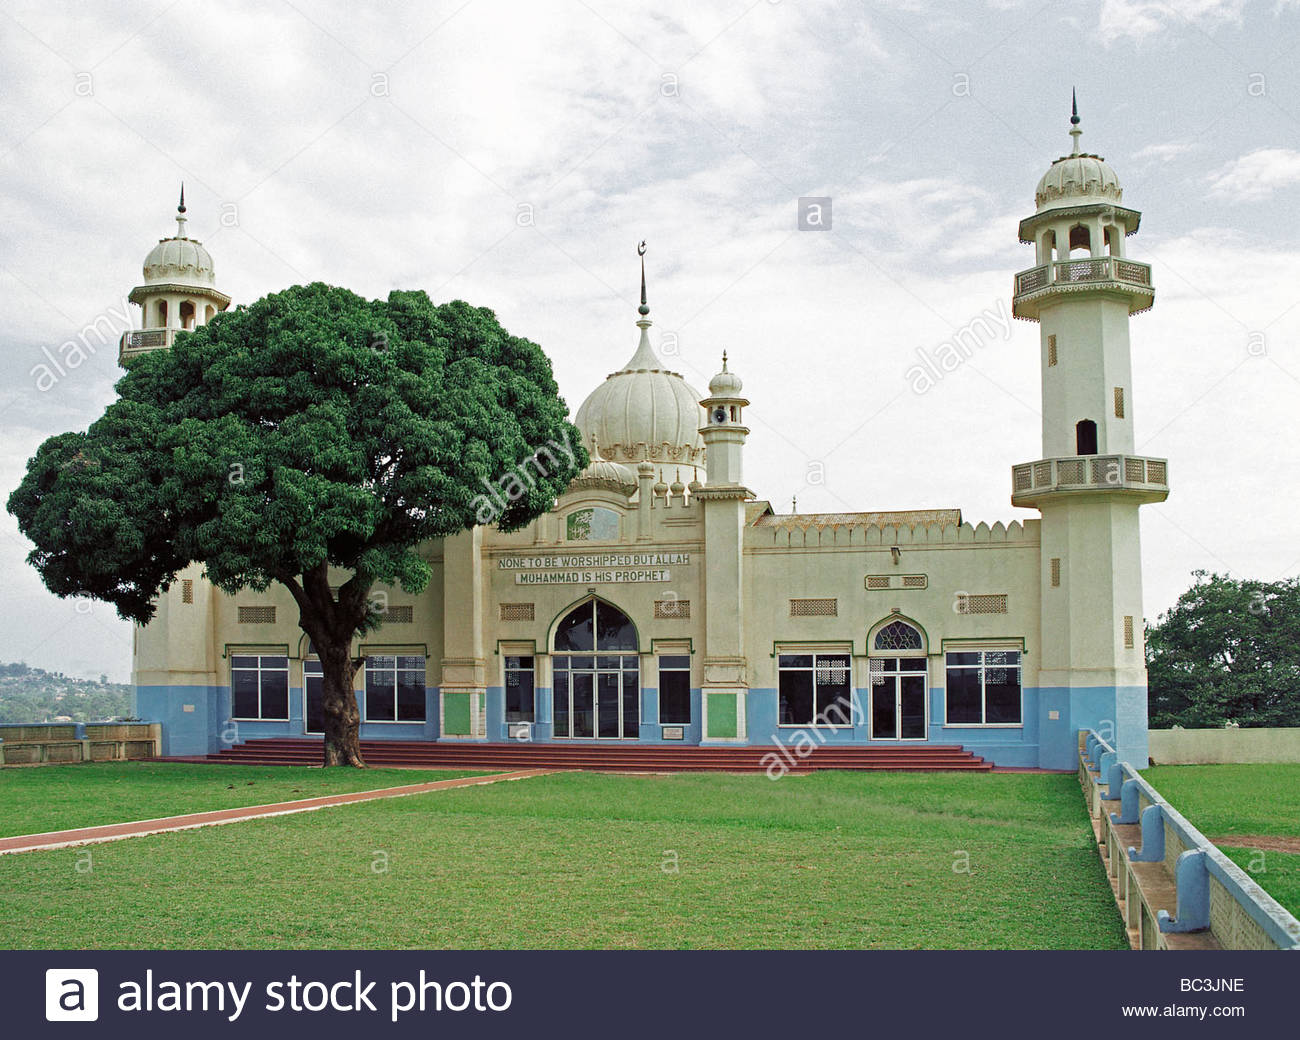 NONE TO BE WORSHIPPED BUT ALLAH
MUHAMMAD IS HIS PROPHET
a alamy stock photo
BC3JNE
www.alamy.com